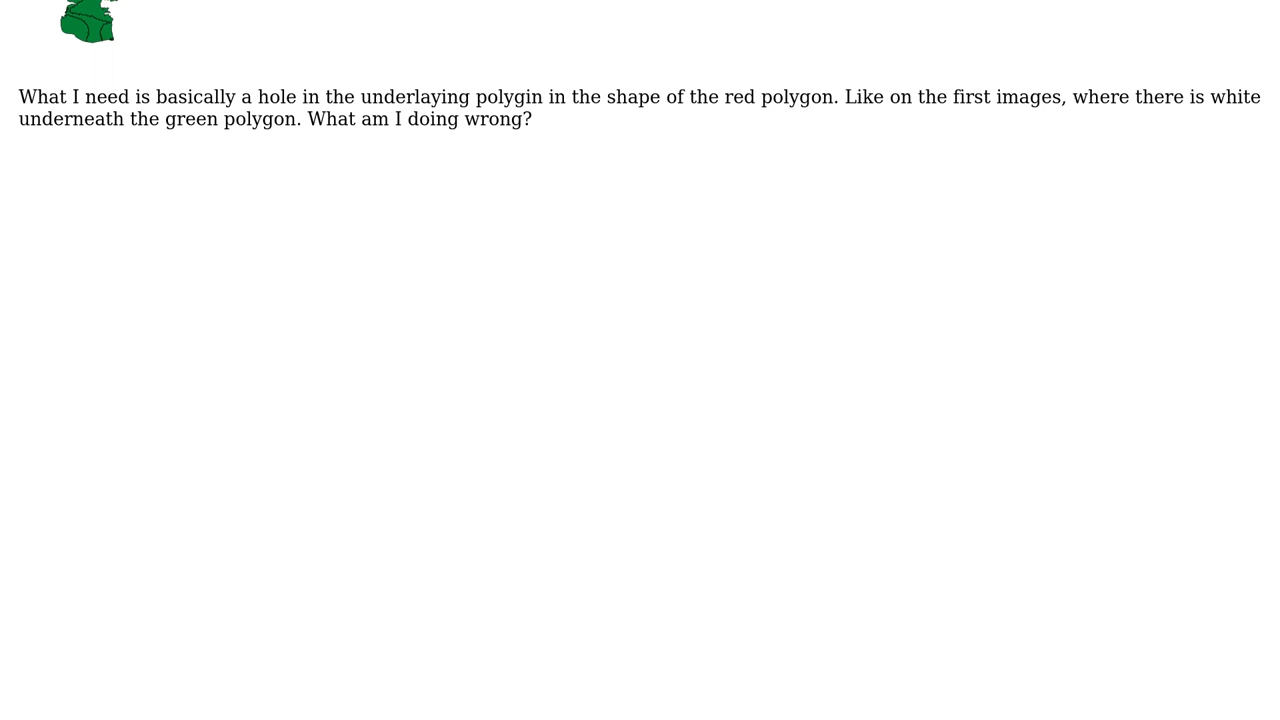 What I need is basically a hole in the underlaying polygin in the shape of the red polygon. Like on the first images, where there is white
underneath the green polygon. What am I doing wrong?